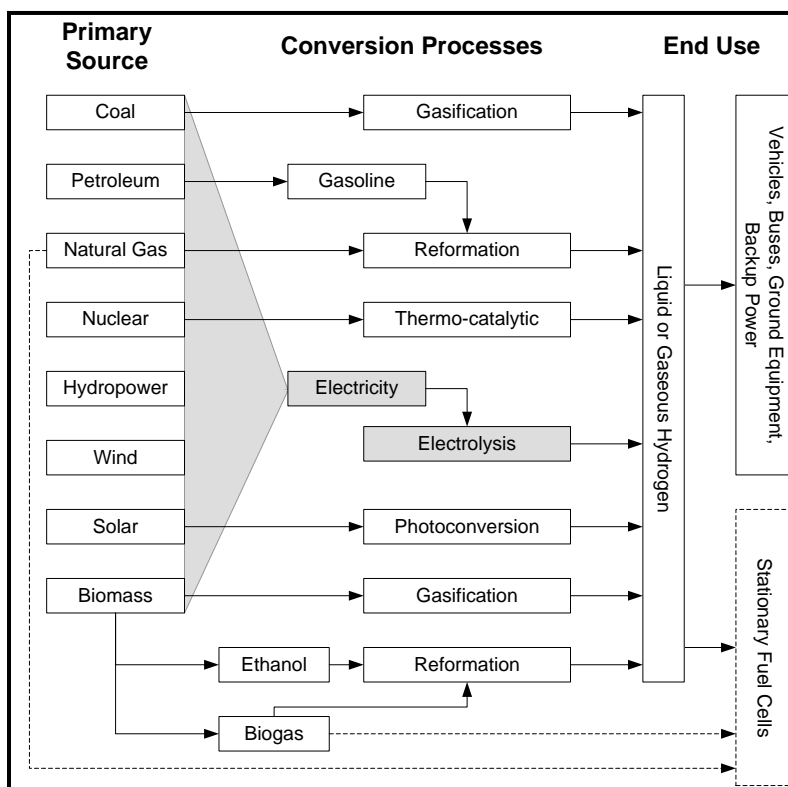 Primary
Source
Conversion Processes
End Use
Coal
Gasification
Petroleum
Gasoline
Natural Gas
Reformation
Nuclear
Thermo-catalytic
Hydropower
Electricity
Wind
Electrolysis
Solar
Photoconversion
Biomass
Gasification
Ethanol
Reformation
Biogas
Liquid or Gaseous Hydrogen
Vehicles, Buses, Ground Equipment,
Backup Power
Stationary Fuel Cells